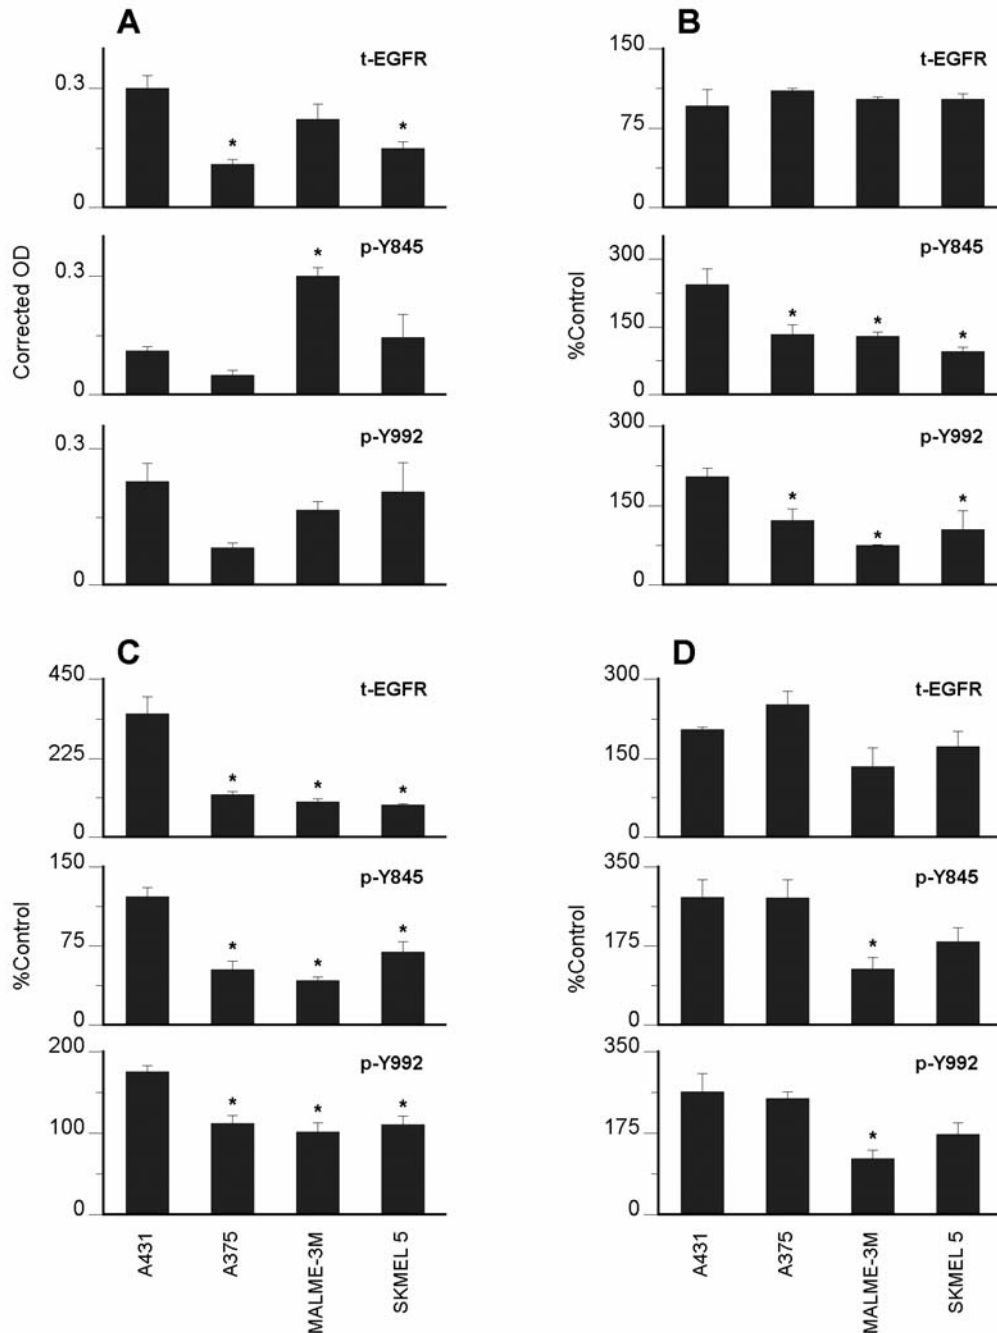 A
t-EGFR
0.3
*
*
0
p-Y845
0.3
*
0
p-Y992
0.3
0
Corrected OD
B
t-EGFR
150
75
0
p-Y845
300
150
*
*
*
0
p-Y992
300
150
*
*
*
0
%Control
C
t-EGFR
450
225
*
*
*
0
p-Y845
150
75
*
*
*
0
p-Y992
200
100
*
*
*
0
%Control
A431
A375
MALME-3M
SKMEL 5
D
t-EGFR
300
150
0
p-Y845
350
175
*
0
p-Y992
350
175
*
0
%Control
A431
A375
MALME-3M
SKMEL 5